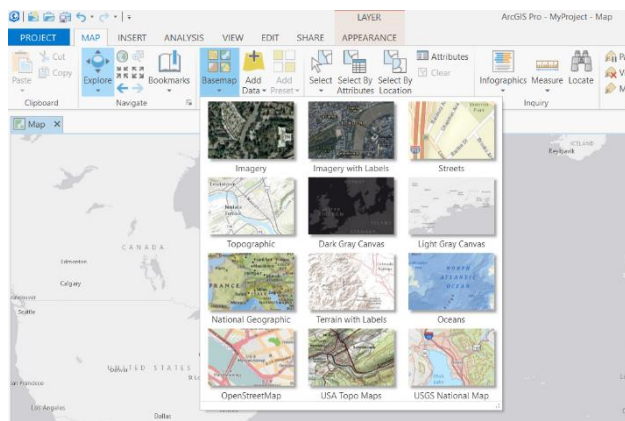 LAYER
ArcGIS Pro - MyProject - Map
PROJECT MAP INSERT ANALYSIS VIEW EDIT SHARE APPEARANCE
Cut
Copy
Paste
Explore
Bookmarks
Basemap
Add Data
Add Preset
Select
Select By Attributes
Select By Location
Attributes
Clear
Infographics
Measure
Locate
Clipboard
Navigate
Inquiry
Map
Imagery
Imagery with Labels
Streets
Topographic
Dark Gray Canvas
Light Gray Canvas
National Geographic
Terrain with Labels
Oceans
OpenStreetMap
USA Topo Maps
USGS National Map
FRANCE
NORTH
ATLANTIC
OCEAN
ICELAND
Reykjavik
CANADA
Edmonton
Calgary
Seattle
UNITED STATES
Los Angeles
Dallas